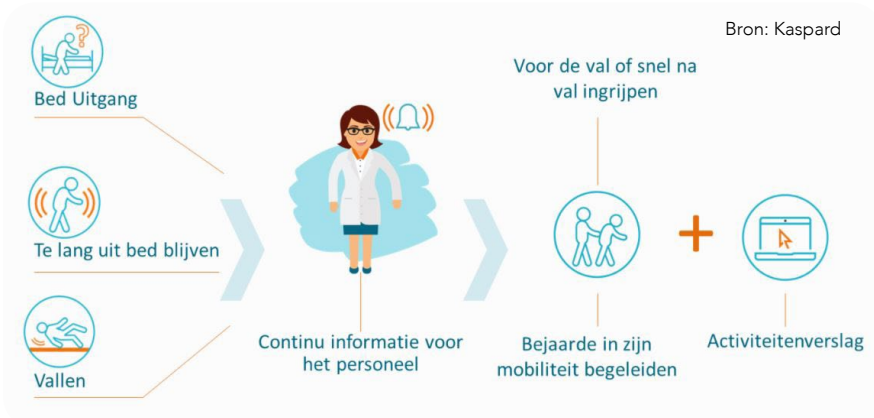 Bron: Kaspard
Bed Uitgang
Te lang uit bed blijven
Vallen
Continu informatie voor
het personeel
Voor de val of snel na
val ingrijpen
Bejaarde in zijn
mobiliteit begeleiden
Activiteitenverslag